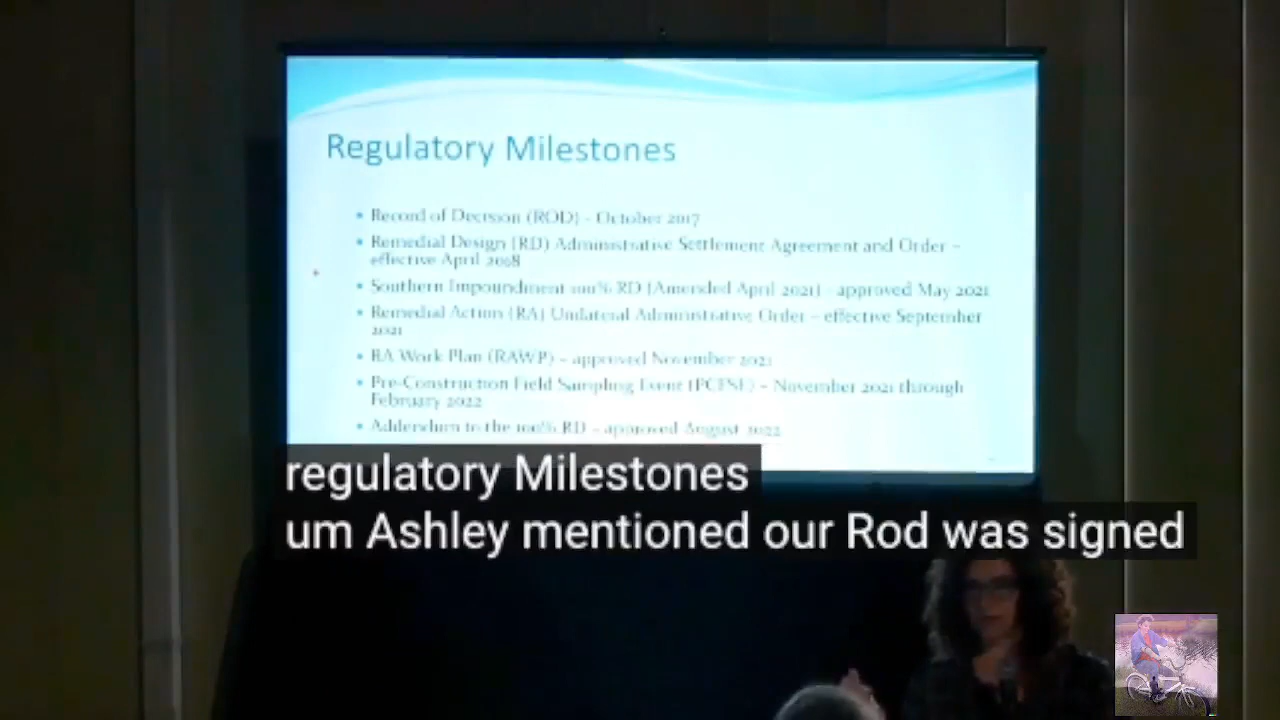 Regulatory Milestones
• Record of Decision (ROD) - October 2017
• Remedial Design (RD) Administrative Settlement Agreement and Order –
effective April 2018
• Southern Impoundment 100% RD (Amended April 2021) - approved May 2021
• Remedial Action (RA) Unilateral Administrative Order – effective September
2021
• RA Work Plan (RAWP) – approved November 2021
• Pre-Construction Field Sampling Event (PCFSE) – November 2021 through
February 2022
• Addendum to the 100% RD – approved August 2022
regulatory Milestones
um Ashley mentioned our Rod was signed